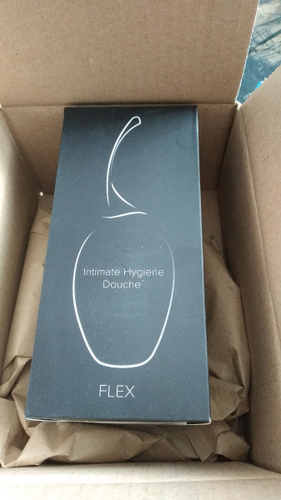 Intimate Hygiene
Douche
FLEX